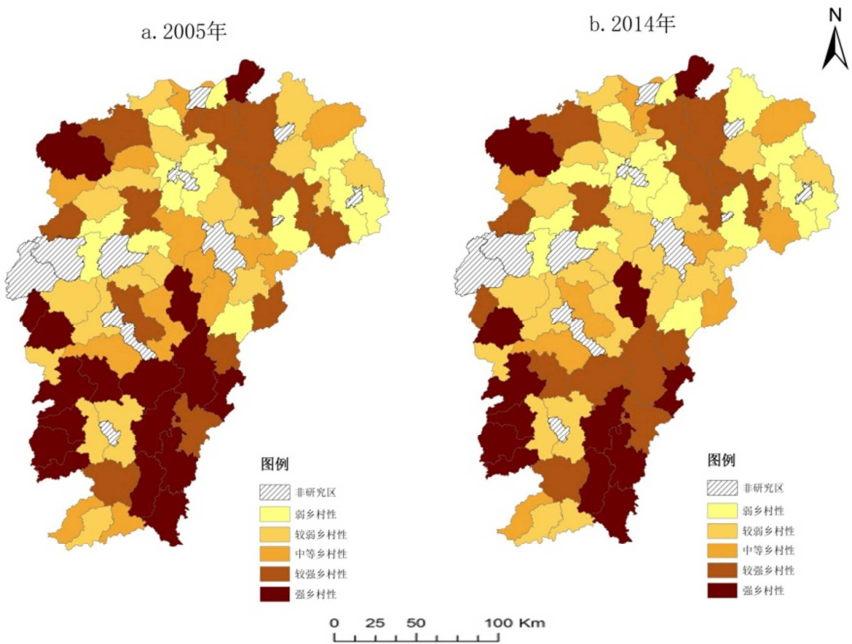 a. 2005年
b. 2014年
N
图例
非研究区
弱乡村性
较弱乡村性
中等乡村性
较强乡村性
强乡村性
图例
非研究区
弱乡村性
较弱乡村性
中等乡村性
较强乡村性
强乡村性
0 25 50 100 Km